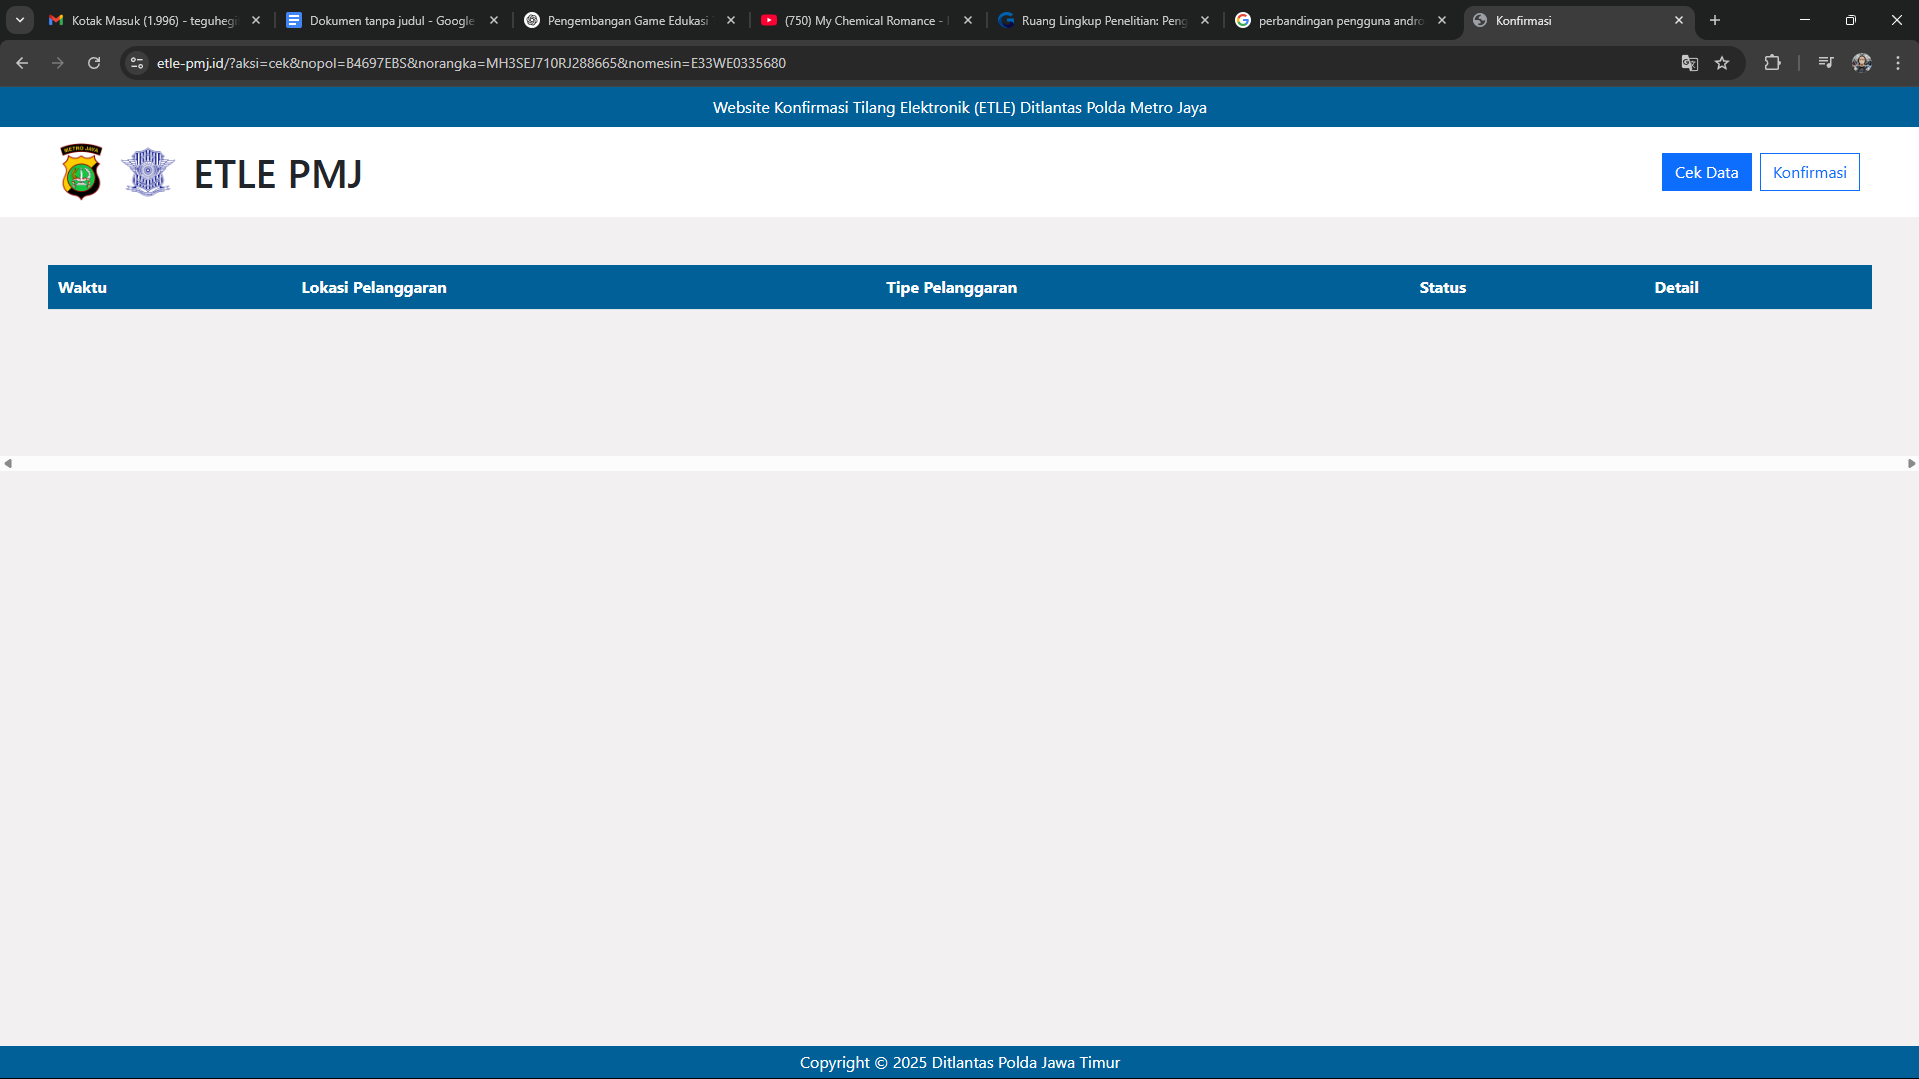 Kotak Masuk (1.996) - teguhegi
Dokumen tanpa judul - Google
Pengembangan Game Edukasi
(750) My Chemical Romance -
Ruang Lingkup Penelitian: Peng
perbandingan pengguna andro
Konfirmasi
etle-pmj.id/?aksi=cek&nopol=B4697EBS&norangka=MH3SEJ710RJ288665&nomesin=E33WE0335680
Website Konfirmasi Tilang Elektronik (ETLE) Ditlantas Polda Metro Jaya
METRO JAYA
ETLE PMJ
Cek Data
Konfirmasi
Waktu
Lokasi Pelanggaran
Tipe Pelanggaran
Status
Detail
Copyright © 2025 Ditlantas Polda Jawa Timur